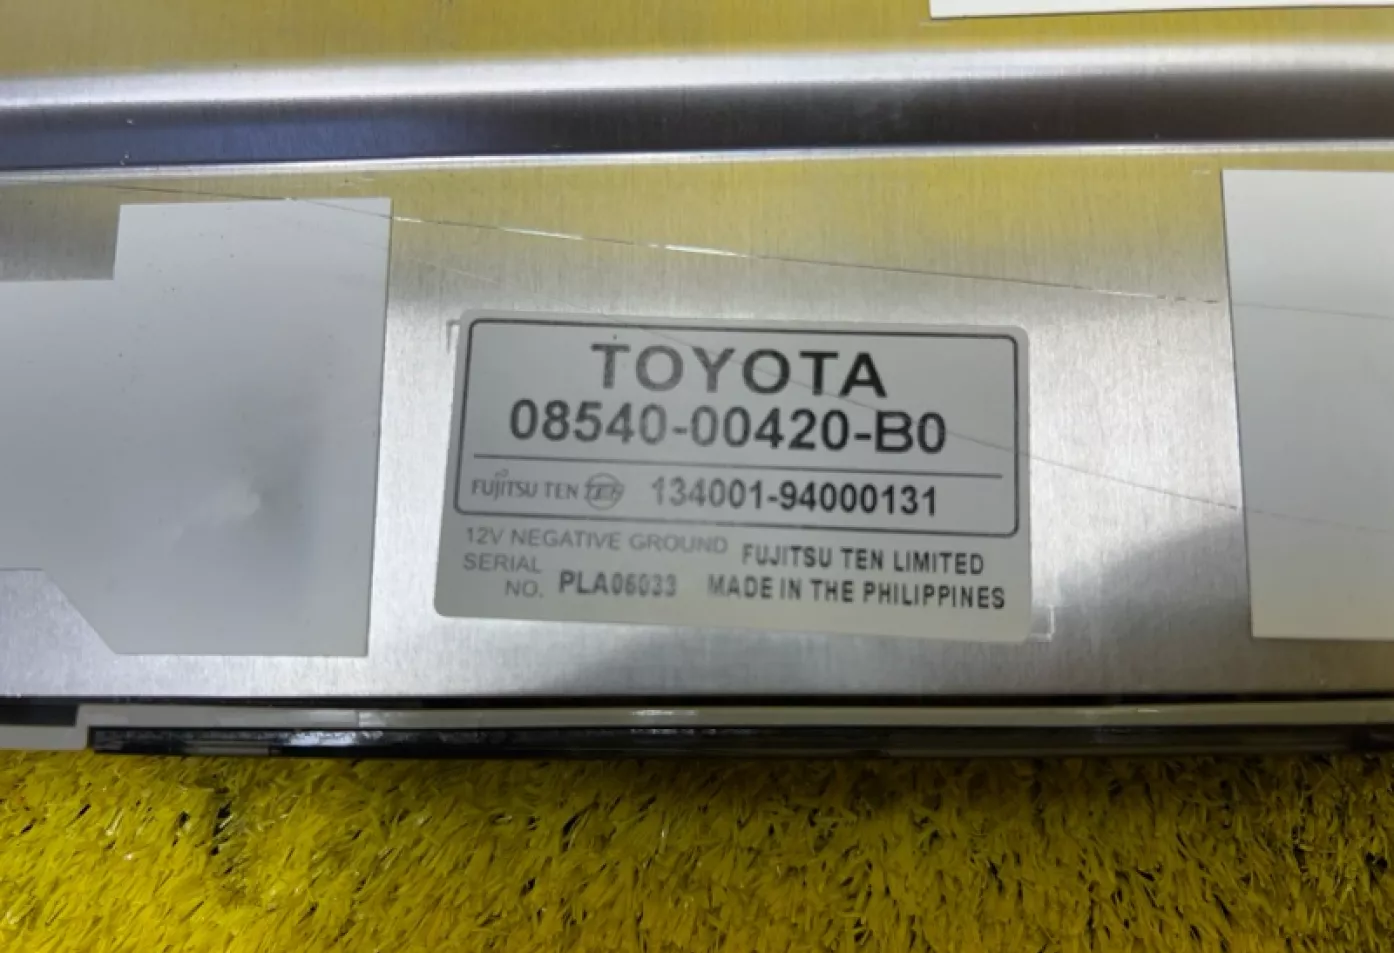 TOYOTA
08540-00420-B0
FUJITSU TEN TEN 134001-94000131
12V NEGATIVE GROUND FUJITSU TEN LIMITED
SERIAL
NO. PLA06033 MADE IN THE PHILIPPINES